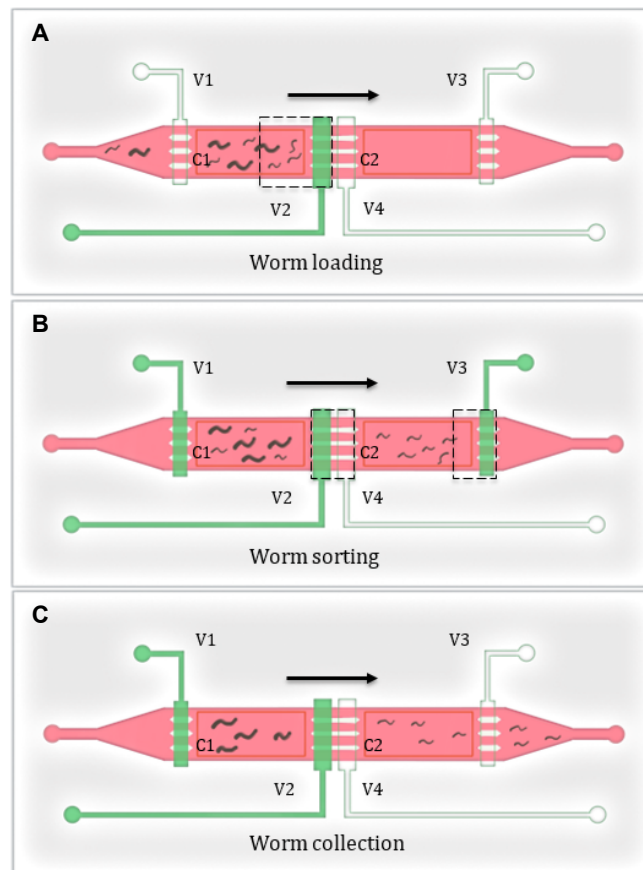 A
V1
V3
C1
C2
V2
V4
Worm loading
B
V1
V3
C1
C2
V2
V4
Worm sorting
C
V1
V3
C1
C2
V2
V4
Worm collection